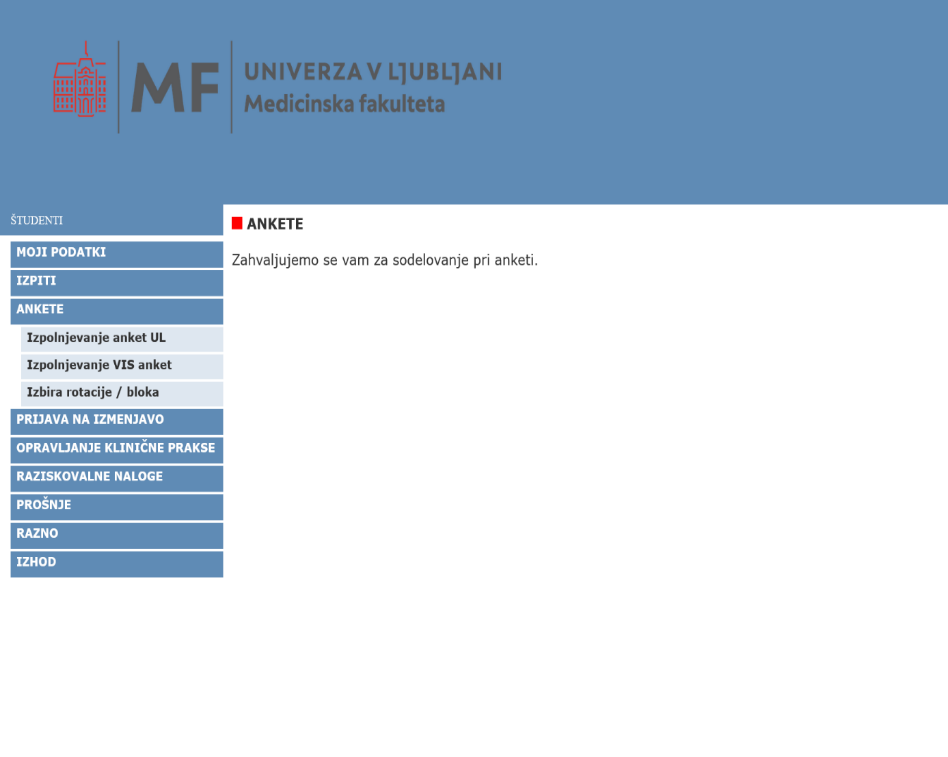 MF
UNIVERZA V LJUBLJANI
Medicinska fakulteta
ŠTUDENTI
MOJI PODATKI
IZPITI
ANKETE
Izpolnjevanje anket UL
Izpolnjevanje VIS anket
Izbira rotacije / bloka
PRIJAVA NA IZMENJAVO
OPRAVLJANJE KLINIČNE PRAKSE
RAZISKOVALNE NALOGE
PROŠNJE
RAZNO
IZHOD
ANKETE
Zahvaljujemo se vam za sodelovanje pri anketi.